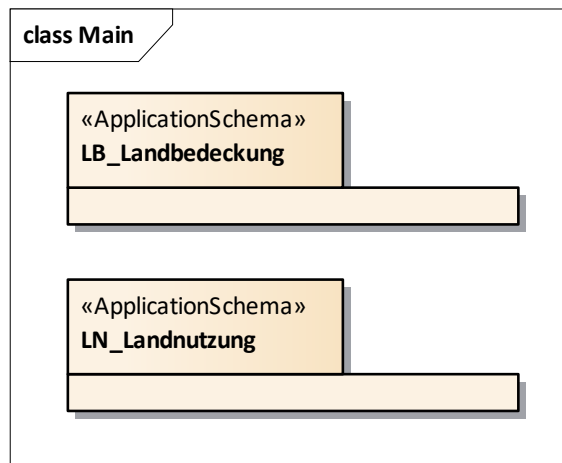 class Main
«ApplicationSchema»
LB_Landbedeckung
«ApplicationSchema»
LN_Landnutzung